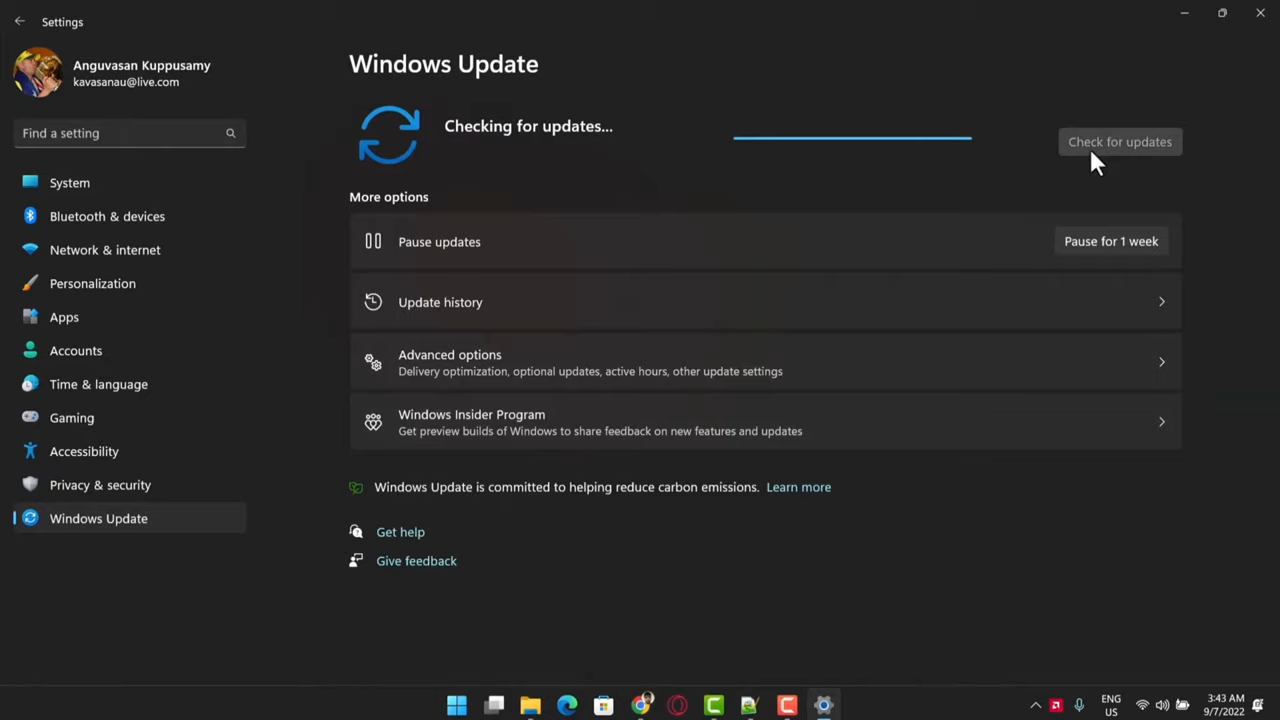 Settings
Anguvasan Kuppusamy
kavasanau@live.com
Find a setting
System
Bluetooth & devices
Network & internet
Personalization
Apps
Accounts
Time & language
Gaming
Accessibility
Privacy & security
Windows Update
Windows Update
Checking for updates...
Check for updates
More options
Pause updates
Pause for 1 week
Update history
Advanced options
Delivery optimization, optional updates, active hours, other update settings
Windows Insider Program
Get preview builds of Windows to share feedback on new features and updates
Windows Update is committed to helping reduce carbon emissions. Learn more
Get help
Give feedback
ENG
US
3:43 AM
9/7/2022